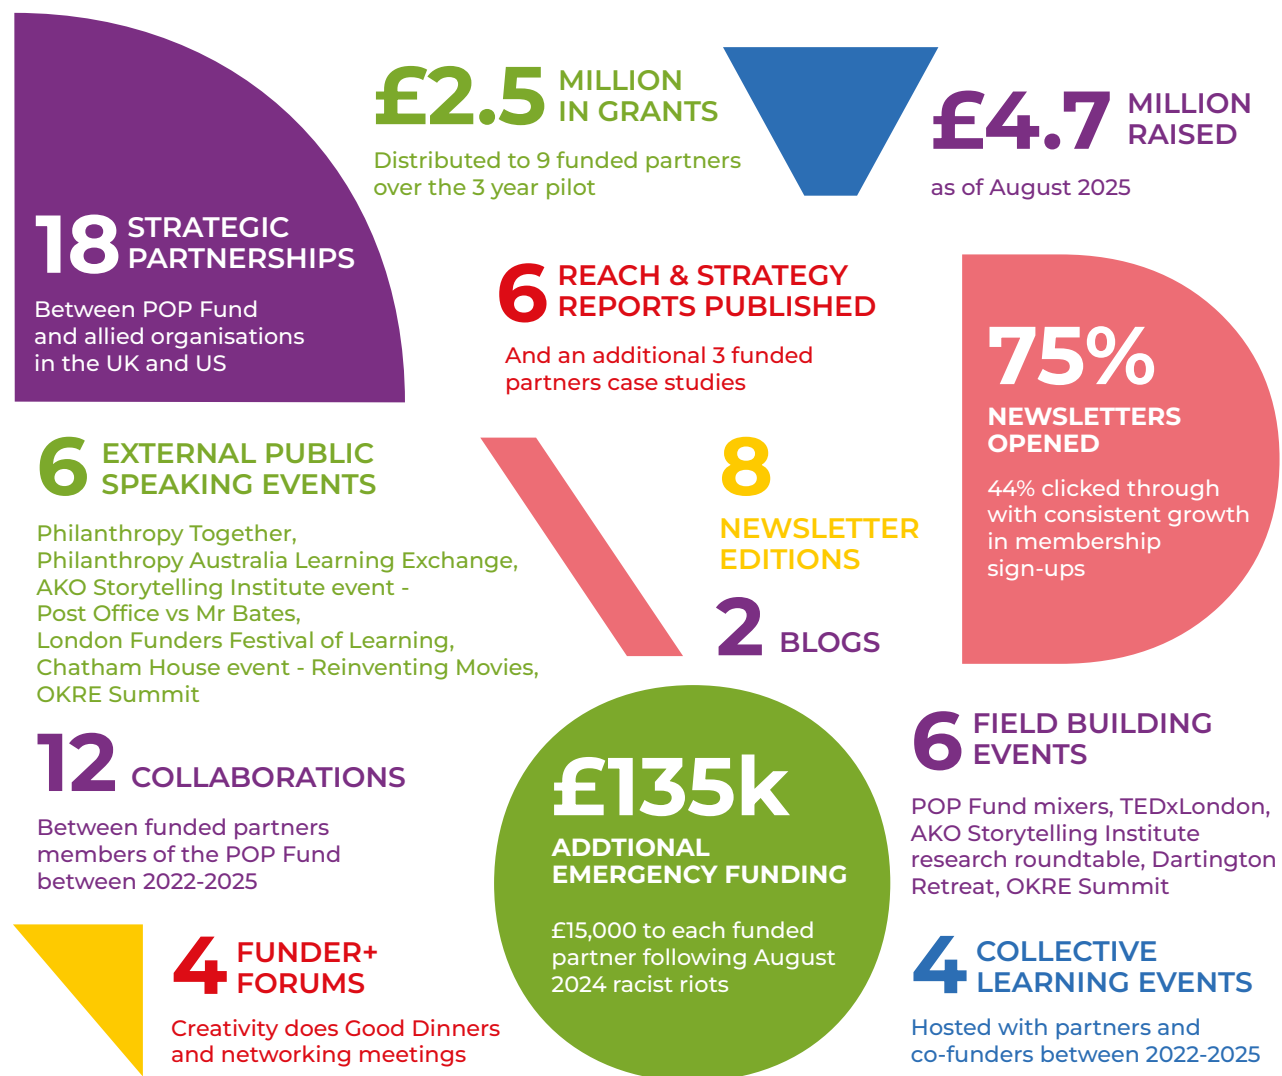 18 STRATEGIC
PARTNERSHIPS
Between POP Fund
and allied organisations
in the UK and US
£2.5 MILLION
IN GRANTS
Distributed to 9 funded partners
over the 3 year pilot
£4.7 MILLION
RAISED
as of August 2025
6 REACH & STRATEGY
REPORTS PUBLISHED
And an additional 3 funded
partners case studies
75%
NEWSLETTERS
OPENED
44% clicked through
with consistent growth
in membership
sign-ups
6 EXTERNAL PUBLIC
SPEAKING EVENTS
Philanthropy Together,
Philanthropy Australia Learning Exchange,
AKO Storytelling Institute event -
Post Office vs Mr Bates,
London Funders Festival of Learning,
Chatham House event - Reinventing Movies,
OKRE Summit
8
NEWSLETTER
EDITIONS
2 BLOGS
12 COLLABORATIONS
Between funded partners
members of the POP Fund
between 2022-2025
£135k
ADDTIONAL
EMERGENCY FUNDING
£15,000 to each funded
partner following August
2024 racist riots
6 FIELD BUILDING
EVENTS
POP Fund mixers, TEDxLondon,
AKO Storytelling Institute
research roundtable, Dartington
Retreat, OKRE Summit
4 FUNDER+
FORUMS
Creativity does Good Dinners
and networking meetings
4 COLLECTIVE
LEARNING EVENTS
Hosted with partners and
co-funders between 2022-2025